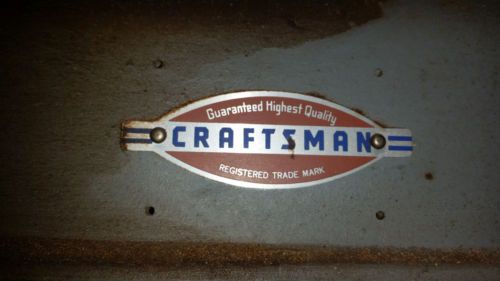 Guaranteed Highest Quality
CRAFTSMAN
REGISTERED TRADE MARK